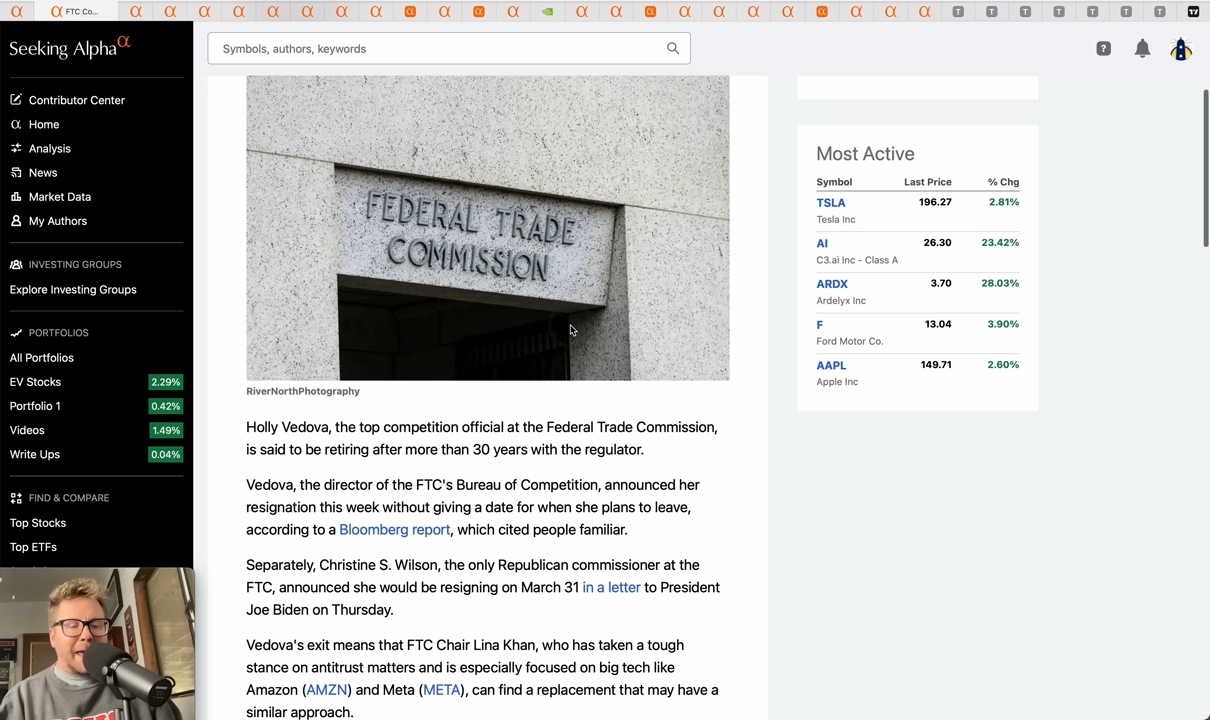 FTC Co...
Seeking Alpha α
Symbols, authors, keywords
Contributor Center
Home
Analysis
News
Market Data
My Authors
INVESTING GROUPS
Explore Investing Groups
PORTFOLIOS
All Portfolios
EV Stocks 2.29%
Portfolio 1 0.42%
Videos 1.49%
Write Ups 0.04%
FIND & COMPARE
Top Stocks
Top ETFs
FEDERAL TRADE
COMMISSION
RiverNorthPhotography
Holly Vedova, the top competition official at the Federal Trade Commission,
is said to be retiring after more than 30 years with the regulator.
Vedova, the director of the FTC's Bureau of Competition, announced her
resignation this week without giving a date for when she plans to leave,
according to a Bloomberg report, which cited people familiar.
Separately, Christine S. Wilson, the only Republican commissioner at the
FTC, announced she would be resigning on March 31 in a letter to President
Joe Biden on Thursday.
Vedova's exit means that FTC Chair Lina Khan, who has taken a tough
stance on antitrust matters and is especially focused on big tech like
Amazon (AMZN) and Meta (META), can find a replacement that may have a
similar approach.
Most Active
Symbol Last Price % Chg
TSLA 196.27 2.81%
Tesla Inc
AI 26.30 23.42%
C3.ai Inc - Class A
ARDX 3.70 28.03%
Ardelyx Inc
F 13.04 3.90%
Ford Motor Co.
AAPL 149.71 2.60%
Apple Inc